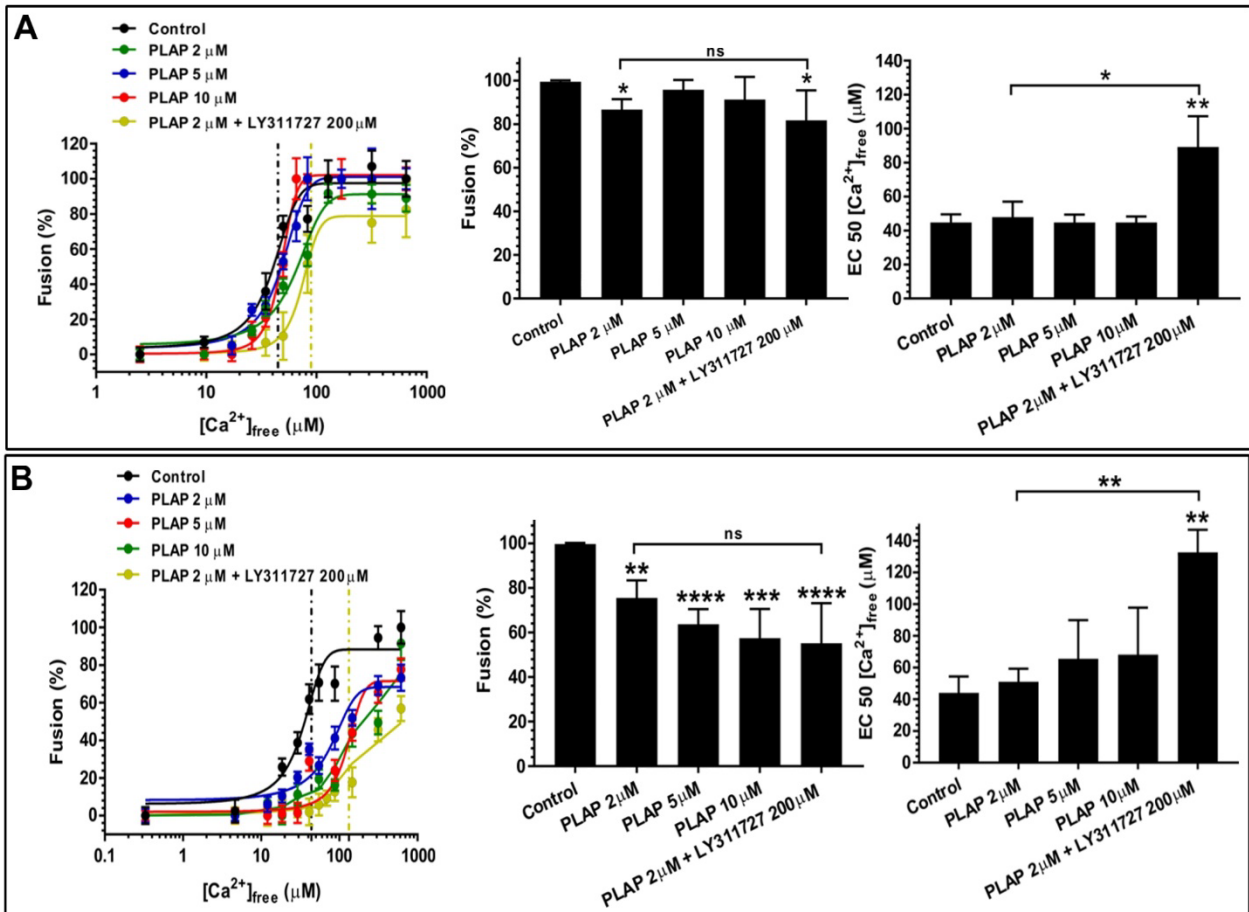 A
Control
PLAP 2 μM
PLAP 5 μM
PLAP 10 μM
PLAP 2 μM + LY311727 200μM
Fusion (%)
120
100
80
60
40
20
0
1
10
100
1000
[Ca2+]free (μM)
Fusion (%)
100
80
60
40
20
0
ns
*
*
Control
PLAP 2 μM
PLAP 5 μM
PLAP 10 μM
PLAP 2 μM + LY311727 200 μM
EC 50 [Ca2+]free (μM)
140
120
100
80
60
40
20
0
*
**
Control
PLAP 2μM
PLAP 5μM
PLAP 10μM
PLAP 2μM + LY311727 200μM
B
Control
PLAP 2 μM
PLAP 5 μM
PLAP 10 μM
PLAP 2 μM + LY311727 200μM
Fusion (%)
120
100
80
60
40
20
0
0.1
1
10
100
1000
[Ca2+]free (μM)
Fusion (%)
100
80
60
40
20
0
ns
**
****
***
****
Control
PLAP 2μM
PLAP 5μM
PLAP 10μM
PLAP 2μM + LY311727 200μM
EC 50 [Ca2+]free (μM)
140
120
100
80
60
40
20
0
**
**
Control
PLAP 2μM
PLAP 5μM
PLAP 10μM
PLAP 2μM + LY311727 200μM